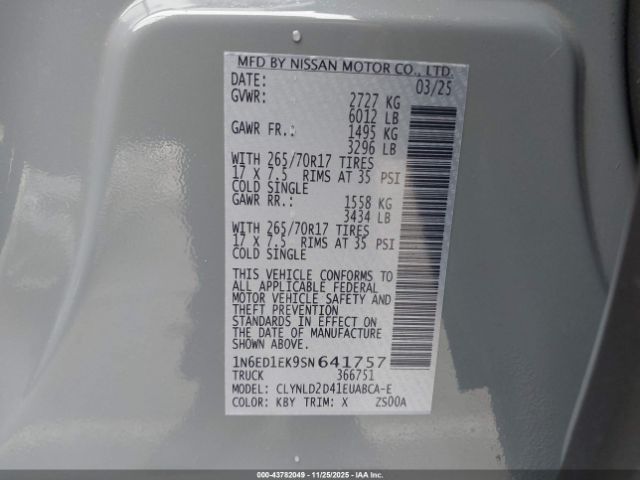 MFD BY NISSAN MOTOR CO., LTD.
DATE: 03/25
GVWR: 2727 KG
6012 LB
GAWR FR.: 1495 KG
3296 LB
WITH 265/70R17 TIRES
17 X 7.5 RIMS AT 35 PSI
COLD SINGLE
GAWR RR.: 1558 KG
3434 LB
WITH 265/70R17 TIRES
17 X 7.5 RIMS AT 35 PSI
COLD SINGLE
THIS VEHICLE CONFORMS TO
ALL APPLICABLE FEDERAL
MOTOR VEHICLE SAFETY AND
THEFT PREVENTION
STANDARDS IN EFFECT ON
THE DATE OF MANUFACTURE
SHOWN ABOVE.
1N6ED1EK9SN641757
TRUCK 366751
MODEL: CLYNLD2D41EUABCA-E
COLOR: KBY TRIM: X ZS00A
00-43782049 - 11/25/2025 - IAA Inc.